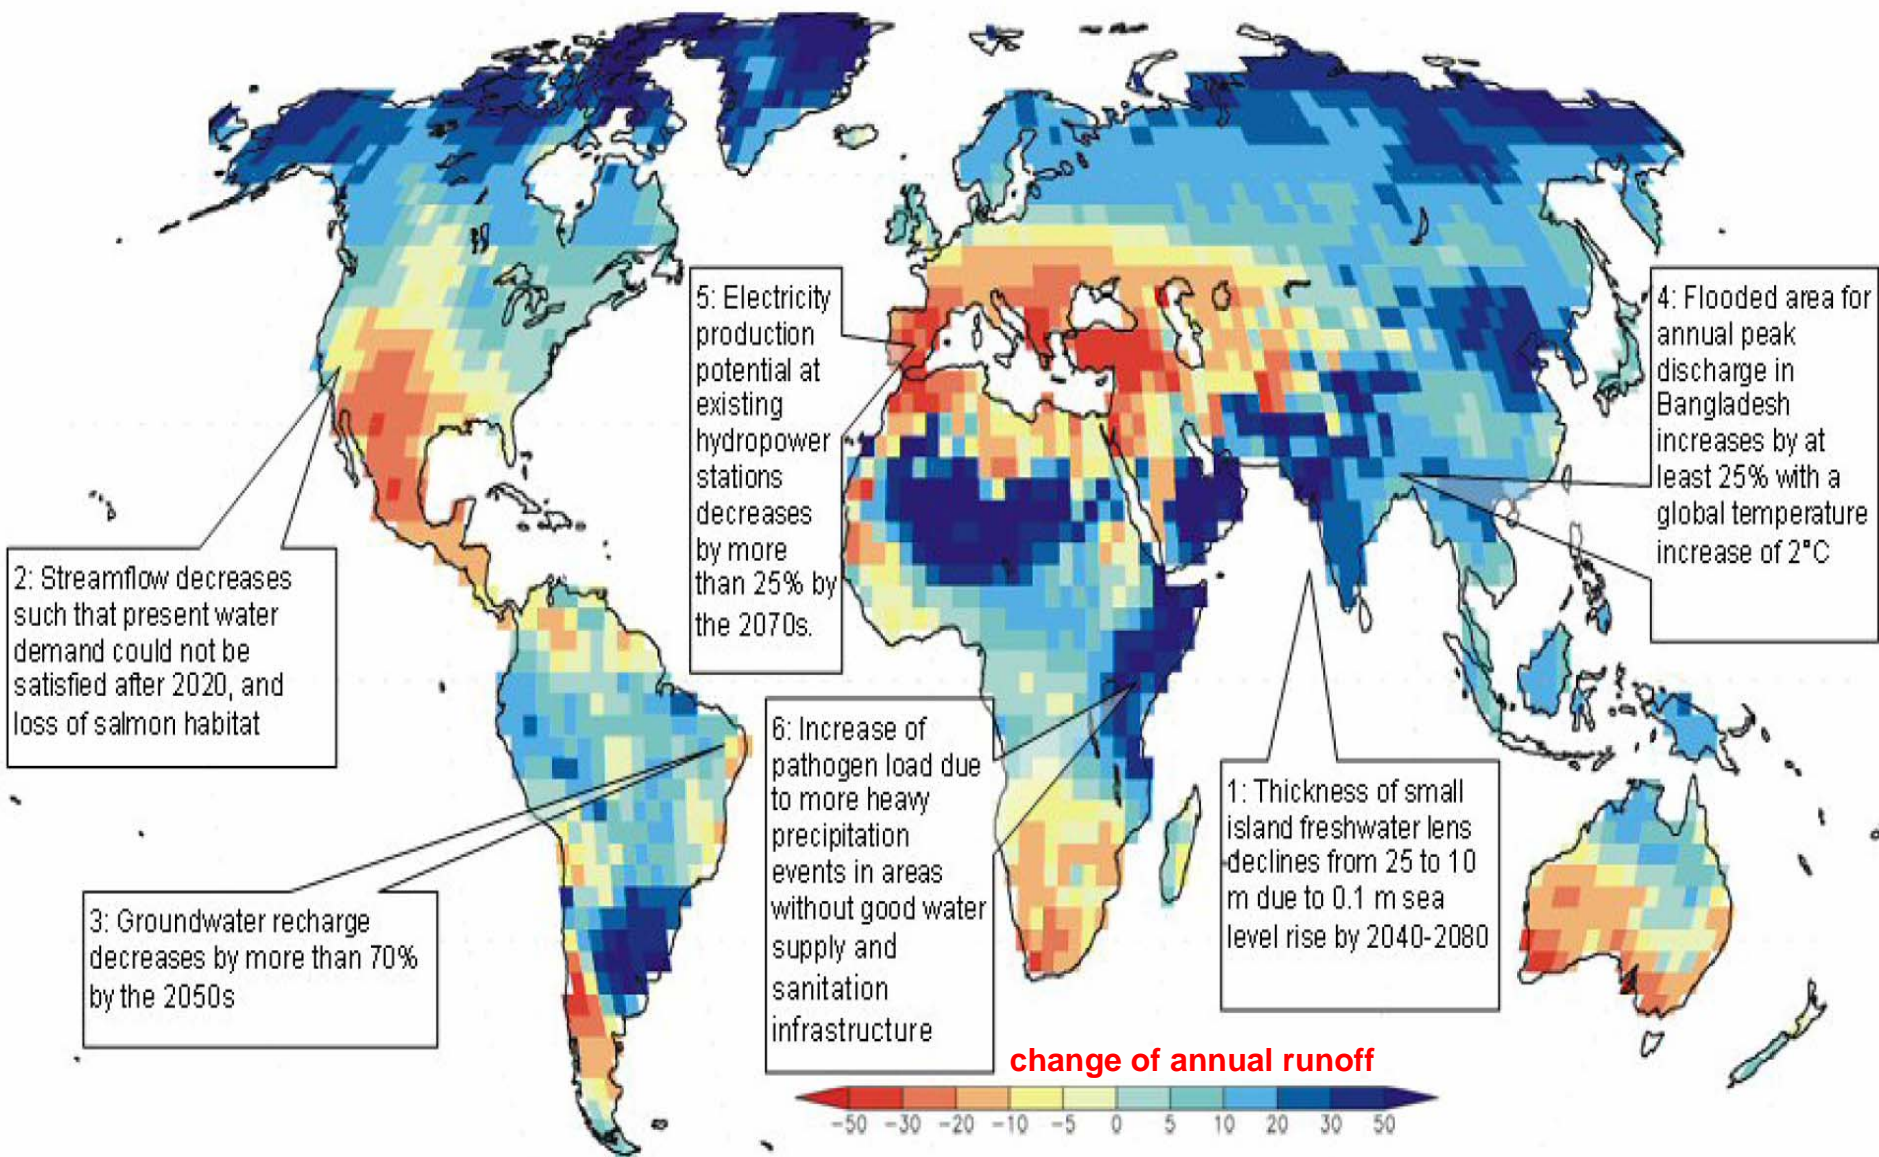 5: Electricity
production
potential at
existing
hydropower
stations
decreases
by more
than 25% by
the 2070s.
4: Flooded area for
annual peak
discharge in
Bangladesh
increases by at
least 25% with a
global temperature
increase of 2°C
2: Streamflow decreases
such that present water
demand could not be
satisfied after 2020, and
loss of salmon habitat
6: Increase of
pathogen load due
to more heavy
precipitation
events in areas
without good water
supply and
sanitation
infrastructure
1: Thickness of small
island freshwater lens
declines from 25 to 10
m due to 0.1 m sea
level rise by 2040-2080
3: Groundwater recharge
decreases by more than 70%
by the 2050s
change of annual runoff
-50 -30 -20 -10 -5 0 5 10 20 30 50